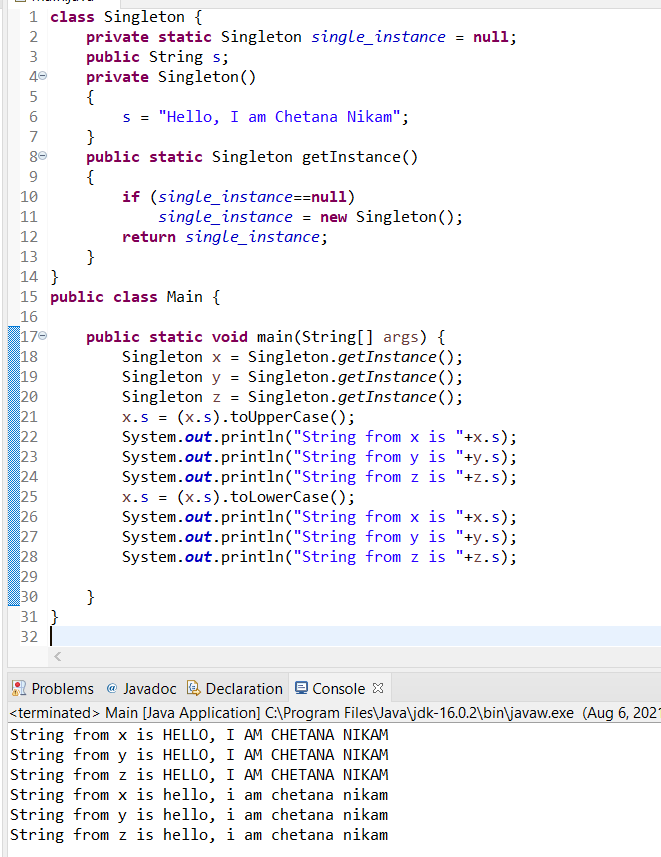 1 class Singleton {
2     private static Singleton single_instance = null;
3     public String s;
4     private Singleton()
5     {
6         s = "Hello, I am Chetana Nikam";
7     }
8     public static Singleton getInstance()
9     {
10         if (single_instance==null)
11             single_instance = new Singleton();
12         return single_instance;
13     }
14 }
15 public class Main {
16
17     public static void main(String[] args) {
18         Singleton x = Singleton.getInstance();
19         Singleton y = Singleton.getInstance();
20         Singleton z = Singleton.getInstance();
21         x.s = (x.s).toUpperCase();
22         System.out.println("String from x is "+x.s);
23         System.out.println("String from y is "+y.s);
24         System.out.println("String from z is "+z.s);
25         x.s = (x.s).toLowerCase();
26         System.out.println("String from x is "+x.s);
27         System.out.println("String from y is "+y.s);
28         System.out.println("String from z is "+z.s);
29
30     }
31 }
32
Problems @ Javadoc Declaration Console
<terminated> Main [Java Application] C:\Program Files\Java\jdk-16.0.2\bin\javaw.exe (Aug 6, 2021
String from x is HELLO, I AM CHETANA NIKAM
String from y is HELLO, I AM CHETANA NIKAM
String from z is HELLO, I AM CHETANA NIKAM
String from x is hello, i am chetana nikam
String from y is hello, i am chetana nikam
String from z is hello, i am chetana nikam